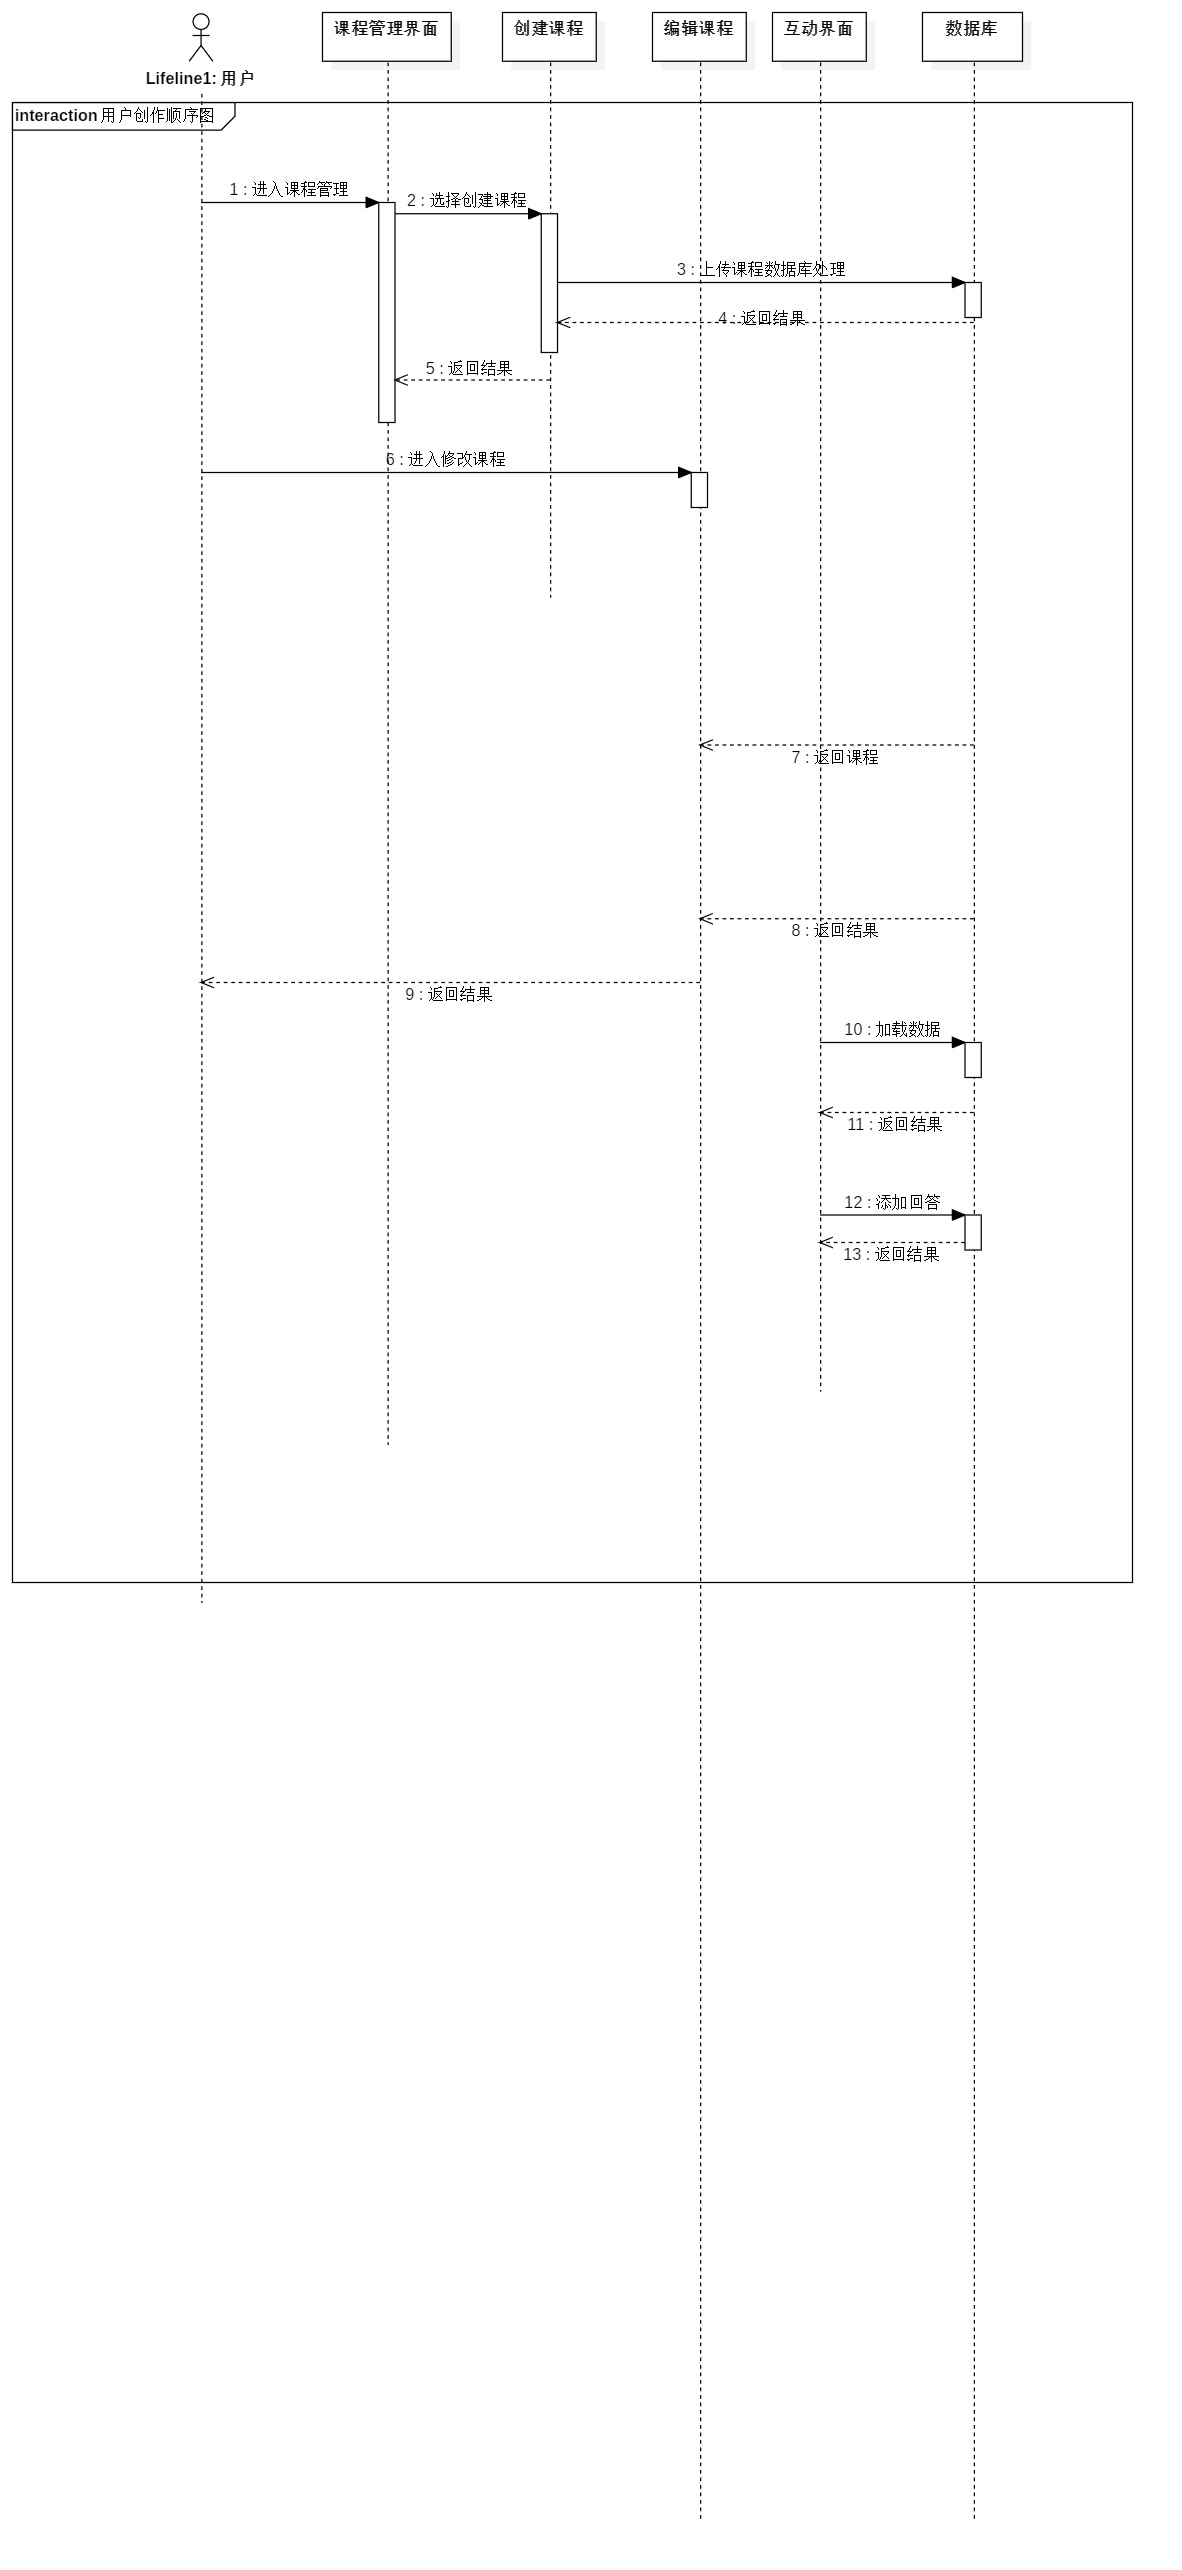 课程管理界面
创建课程
编辑课程
互动界面
数据库
Lifeline1: 用户
interaction 用户创作顺序图
1 : 进入课程管理
2 : 选择创建课程
3 : 上传课程数据库处理
4 : 返回结果
5 : 返回结果
6 : 进入修改课程
7 : 返回课程
8 : 返回结果
9 : 返回结果
10 : 加载数据
11 : 返回结果
12 : 添加回答
13 : 返回结果